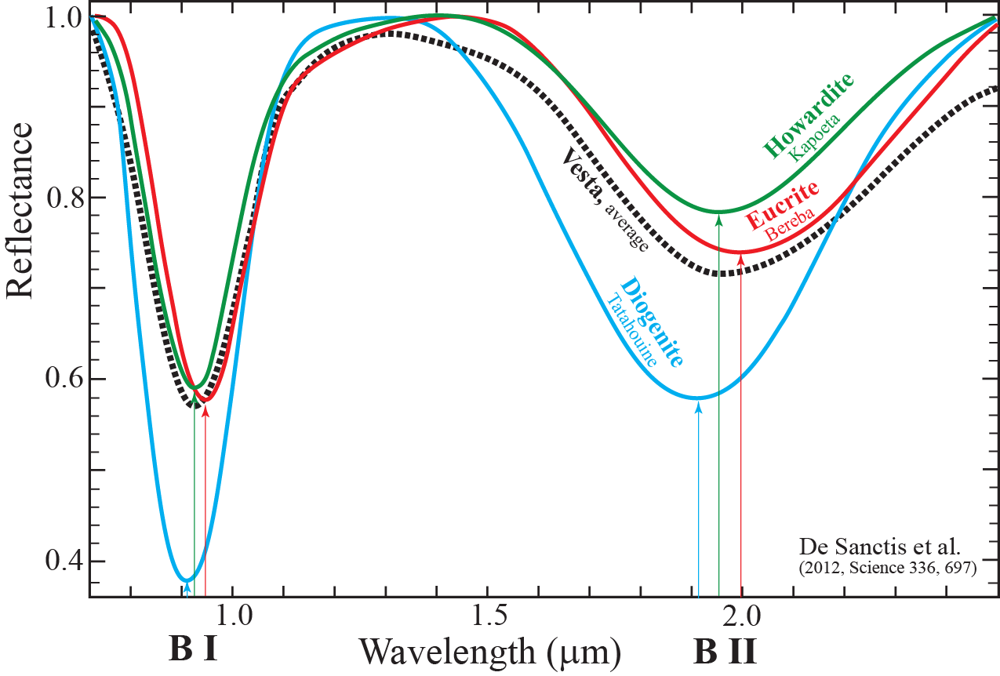 1.0
0.8
0.6
0.4
Reflectance
Howardite
Kapoeta
Vesta, average
Eucrite
Bereba
Diogenite
Tatahouine
De Sanctis et al.
(2012, Science 336, 697)
1.0
1.5
2.0
B I
Wavelength (μm)
B II